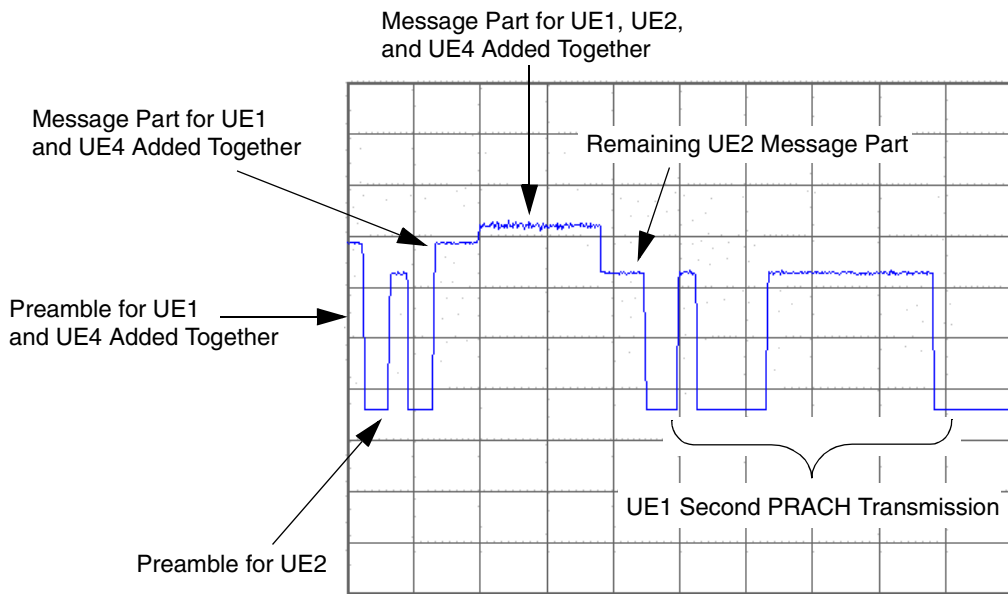 Message Part for UE1, UE2,
and UE4 Added Together
Message Part for UE1
and UE4 Added Together
Remaining UE2 Message Part
Preamble for UE1
and UE4 Added Together
UE1 Second PRACH Transmission
Preamble for UE2